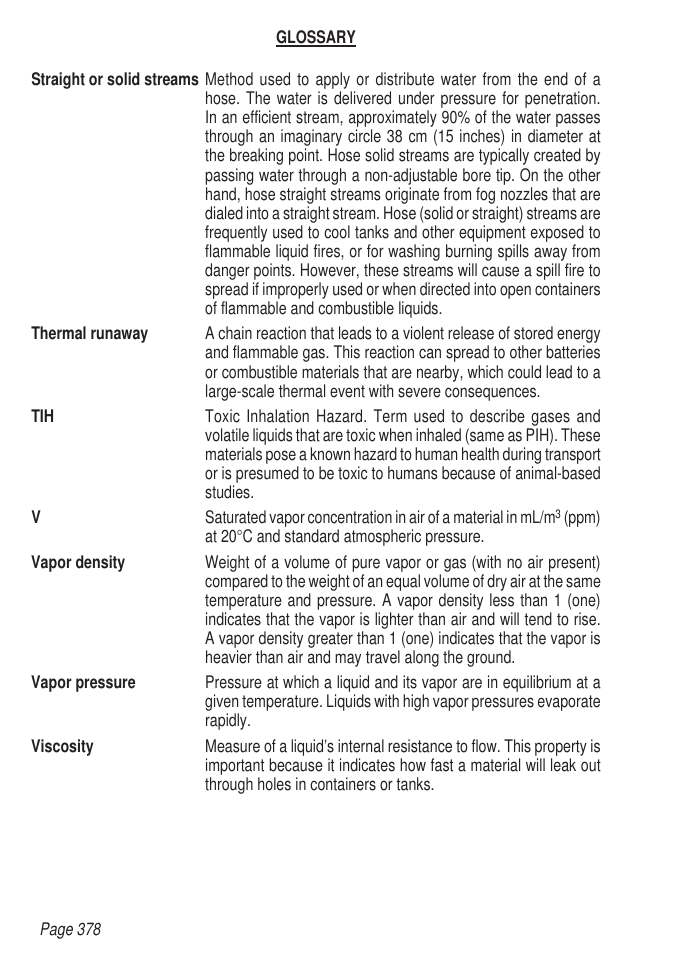 GLOSSARY
Straight or solid streams Method used to apply or distribute water from the end of a
hose. The water is delivered under pressure for penetration.
In an efficient stream, approximately 90% of the water passes
through an imaginary circle 38 cm (15 inches) in diameter at
the breaking point. Hose solid streams are typically created by
passing water through a non-adjustable bore tip. On the other
hand, hose straight streams originate from fog nozzles that are
dialed into a straight stream. Hose (solid or straight) streams are
frequently used to cool tanks and other equipment exposed to
flammable liquid fires, or for washing burning spills away from
danger points. However, these streams will cause a spill fire to
spread if improperly used or when directed into open containers
of flammable and combustible liquids.
Thermal runaway A chain reaction that leads to a violent release of stored energy
and flammable gas. This reaction can spread to other batteries
or combustible materials that are nearby, which could lead to a
large-scale thermal event with severe consequences.
TIH Toxic Inhalation Hazard. Term used to describe gases and
volatile liquids that are toxic when inhaled (same as PIH). These
materials pose a known hazard to human health during transport
or is presumed to be toxic to humans because of animal-based
studies.
V Saturated vapor concentration in air of a material in mL/m³ (ppm)
at 20°C and standard atmospheric pressure.
Vapor density Weight of a volume of pure vapor or gas (with no air present)
compared to the weight of an equal volume of dry air at the same
temperature and pressure. A vapor density less than 1 (one)
indicates that the vapor is lighter than air and will tend to rise.
A vapor density greater than 1 (one) indicates that the vapor is
heavier than air and may travel along the ground.
Vapor pressure Pressure at which a liquid and its vapor are in equilibrium at a
given temperature. Liquids with high vapor pressures evaporate
rapidly.
Viscosity Measure of a liquid's internal resistance to flow. This property is
important because it indicates how fast a material will leak out
through holes in containers or tanks.
Page 378